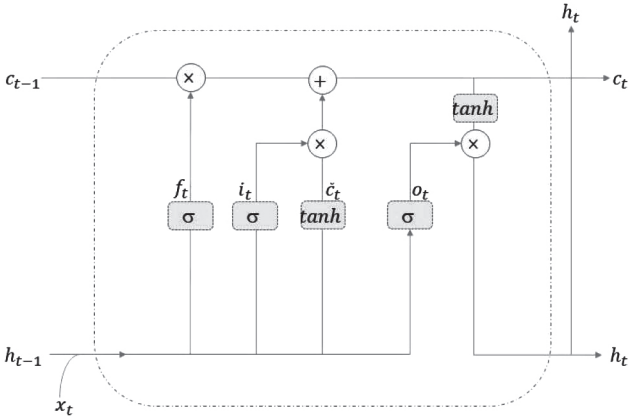 h_t
c_{t-1} × + c_t
tanh
× ×
f_t i_t č_t o_t
σ σ tanh σ
h_{t-1} h_t
x_t